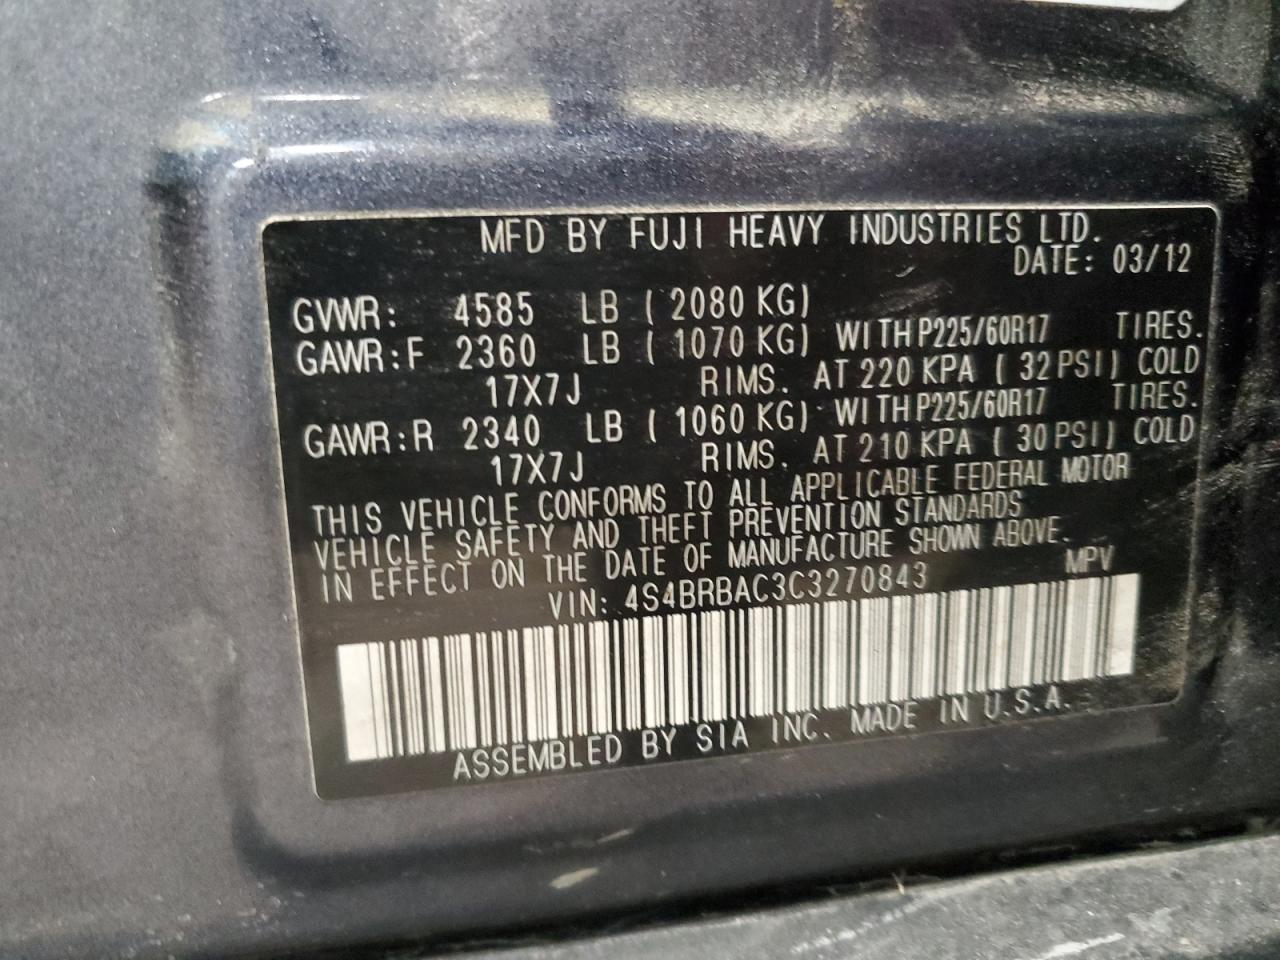 MFD BY FUJI HEAVY INDUSTRIES LTD.
DATE: 03/12
GVWR: 4585 LB ( 2080 KG)
GAWR:F 2360 LB ( 1070 KG) WITH P225/60R17 TIRES.
17X7J RIMS. AT 220 KPA ( 32 PSI) COLD
GAWR:R 2340 LB ( 1060 KG) WITH P225/60R17 TIRES.
17X7J RIMS. AT 210 KPA ( 30 PSI) COLD
THIS VEHICLE CONFORMS TO ALL APPLICABLE FEDERAL MOTOR
VEHICLE SAFETY AND THEFT PREVENTION STANDARDS
IN EFFECT ON THE DATE OF MANUFACTURE SHOWN ABOVE.
VIN: 4S4BRBAC3C3270843 MPV
ASSEMBLED BY SIA INC. MADE IN U.S.A.